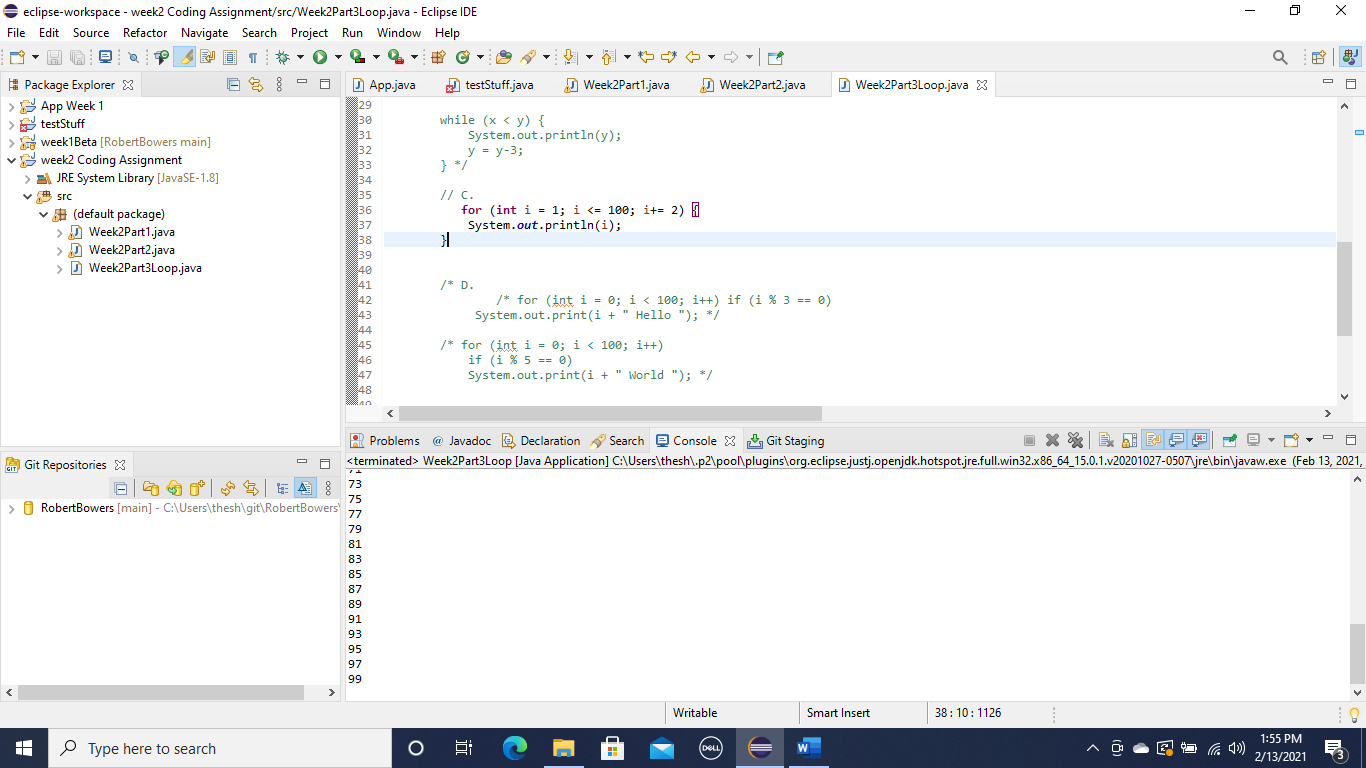 eclipse-workspace - week2 Coding Assignment/src/Week2Part3Loop.java - Eclipse IDE
File Edit Source Refactor Navigate Search Project Run Window Help
Package Explorer
App Week 1
testStuff
week1Beta [RobertBowers main]
week2 Coding Assignment
JRE System Library [JavaSE-1.8]
src
(default package)
Week2Part1.java
Week2Part2.java
Week2Part3Loop.java
App.java testStuff.java Week2Part1.java Week2Part2.java Week2Part3Loop.java
29
30 while (x < y) {
31 System.out.println(y);
32 y = y-3;
33 } */
34
35 // C.
36 for (int i = 1; i <= 100; i+= 2) {
37 System.out.println(i);
38 }
39
40
41 /* D.
42 /* for (int i = 0; i < 100; i++) if (i % 3 == 0)
43 System.out.print(i + " Hello "); */
44
45 /* for (int i = 0; i < 100; i++)
46 if (i % 5 == 0)
47 System.out.print(i + " World "); */
48
Git Repositories
RobertBowers [main] - C:\Users\thesh\git\RobertBowers\
Problems @ Javadoc Declaration Search Console Git Staging
<terminated> Week2Part3Loop [Java Application] C:\Users\thesh\.p2\pool\plugins\org.eclipse.justj.openjdk.hotspot.jre.full.win32.x86_64_15.0.1.v20201027-0507\jre\bin\javaw.exe (Feb 13, 2021,
73
75
77
79
81
83
85
87
89
91
93
95
97
99
Writable Smart Insert 38 : 10 : 1126
Type here to search
DELL
1:55 PM
2/13/2021
3